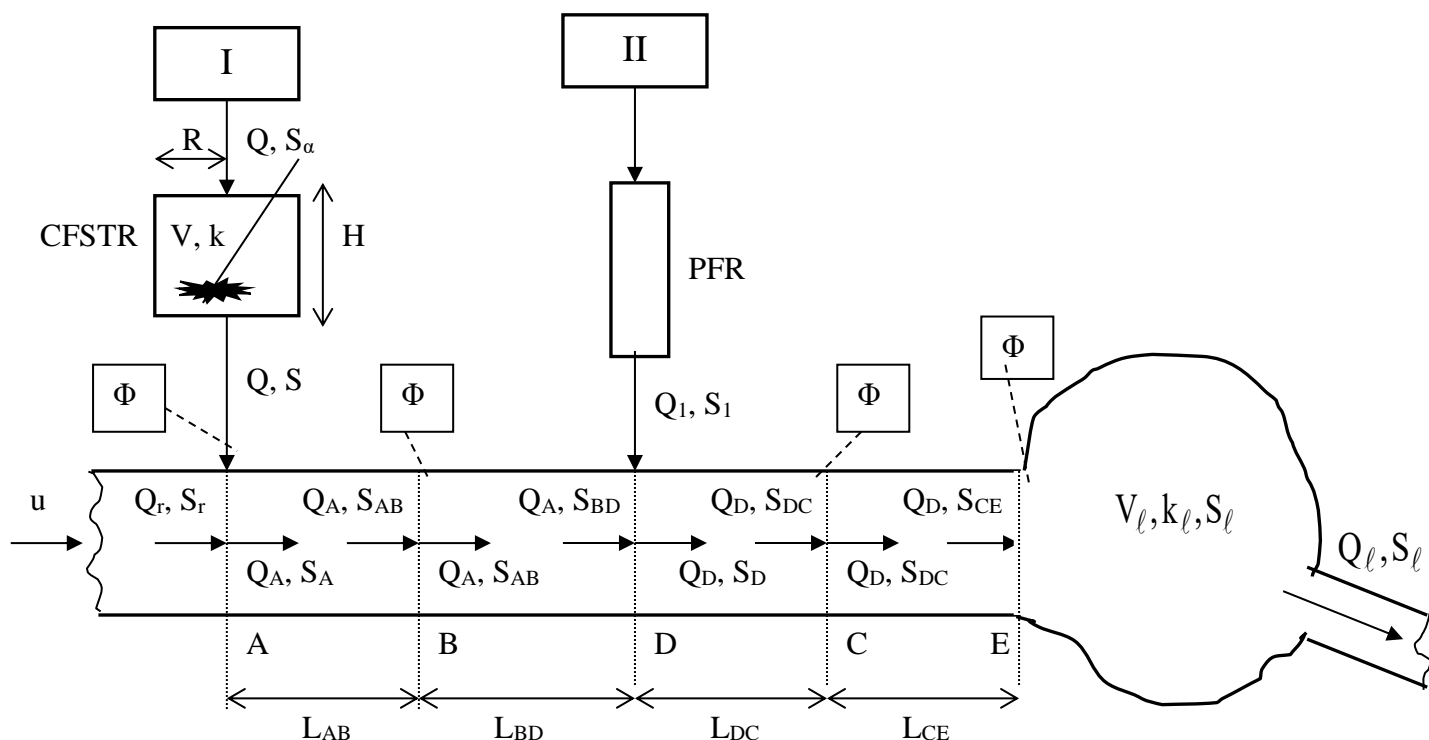 I
II
R
Q, Sα
CFSTR
V, k
H
PFR
Φ
Q, S
Φ
Q1, S1
Φ
Φ
u
Qr, Sr
QA, SAB
QA, SBD
QD, SDC
QD, SCE
QA, SA
QA, SAB
QD, SD
QD, SDC
Vℓ,kℓ,Sℓ
Qℓ,Sℓ
A
B
D
C
E
LAB
LBD
LDC
LCE